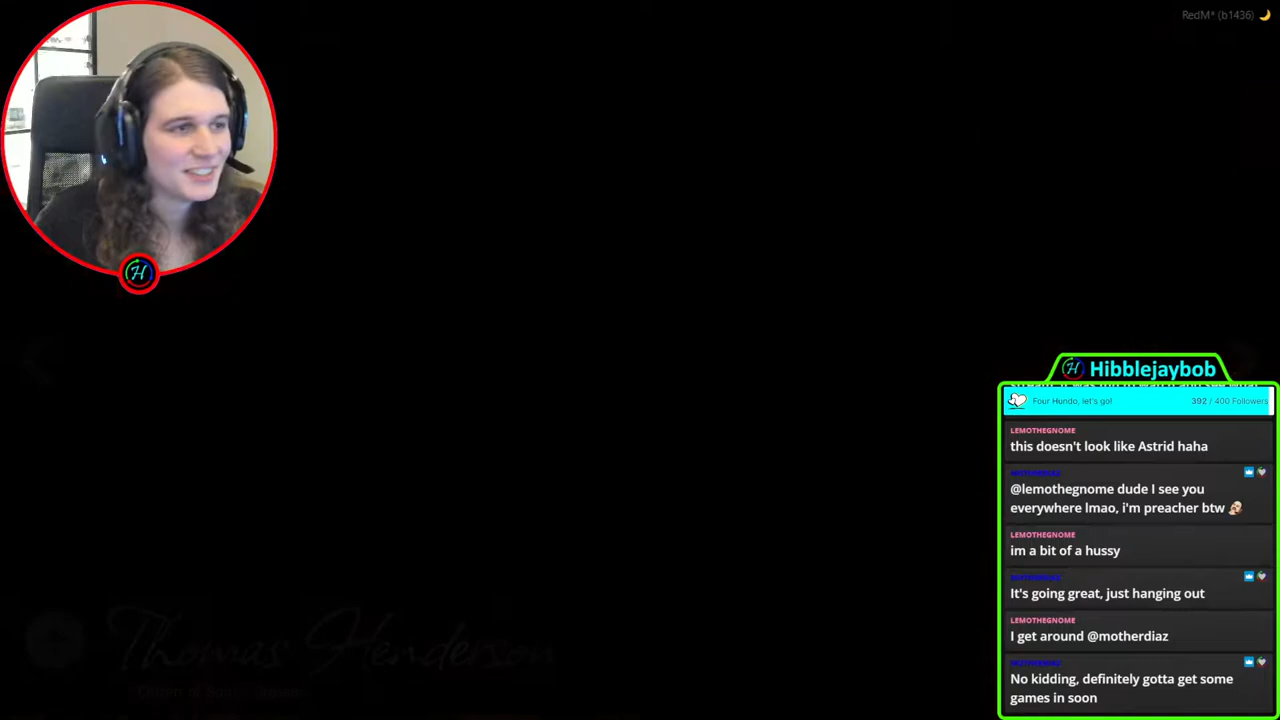 RedM* (b1436)
H
H Hibblejaybob
Four Hundo, let's go! 392 / 400 Followers
LEMOTHEGNOME
this doesn't look like Astrid haha
@lemothegnome dude I see you
everywhere lmao, i'm preacher btw
LEMOTHEGNOME
im a bit of a hussy
It's going great, just hanging out
LEMOTHEGNOME
I get around @motherdiaz
No kidding, definitely gotta get some
games in soon
Thomas Henderson